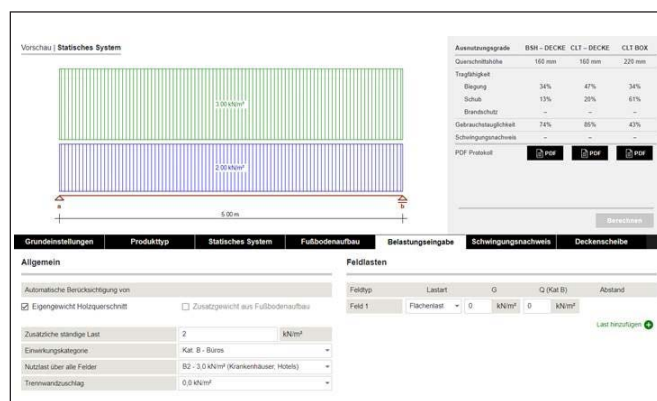 Vorschau | Statisches System
3.00 kN/m²
2.00 kN/m²
a
b
5.00 m
Ausnutzungsgrade BSH – DECKE CLT – DECKE CLT BOX
Querschnittshöhe 160 mm 160 mm 220 mm
Tragfähigkeit
Biegung 34% 47% 34%
Schub 13% 20% 61%
Brandschutz – – –
Gebrauchstauglichkeit 74% 85% 43%
Schwingungsnachweis – – –
PDF Protokoll PDF PDF PDF
Berechnen
Grundeinstellungen Produkttyp Statisches System Fußbodenaufbau Belastungseingabe Schwingungsnachweis Deckenscheibe
Allgemein
Automatische Berücksichtigung von
Eigengewicht Holzquerschnitt Zusatzgewicht aus Fußbodenaufbau
Zusätzliche ständige Last 2 kN/m²
Einwirkungskategorie Kat. B - Büros
Nutzlast über alle Felder B2 - 3,0 kN/m² (Krankenhäuser, Hotels)
Trennwandzuschlag 0,0 kN/m²
Feldlasten
Feldtyp Lastart G Q (Kat B) Abstand
Feld 1 Flächenlast 0 kN/m² 0 kN/m²
Last hinzufügen